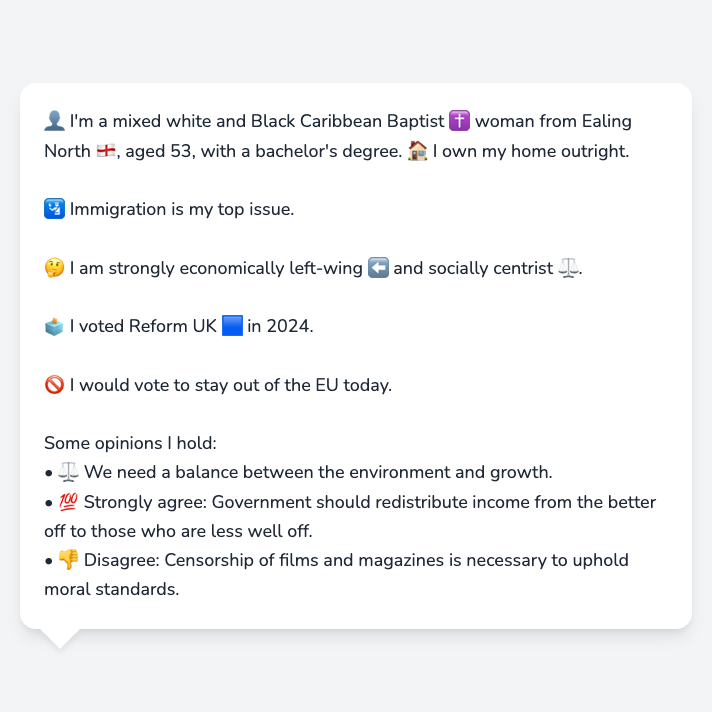 👤 I'm a mixed white and Black Caribbean Baptist ✝️ woman from Ealing
North 🏴󠁧󠁢󠁥󠁮󠁧󠁿, aged 53, with a bachelor's degree. 🏠 I own my home outright.
🛂 Immigration is my top issue.
🤔 I am strongly economically left-wing ⬅️ and socially centrist ⚖️.
🗳️ I voted Reform UK 🟦 in 2024.
🚫 I would vote to stay out of the EU today.
Some opinions I hold:
• ⚖️ We need a balance between the environment and growth.
• 💯 Strongly agree: Government should redistribute income from the better
off to those who are less well off.
• 👎 Disagree: Censorship of films and magazines is necessary to uphold
moral standards.